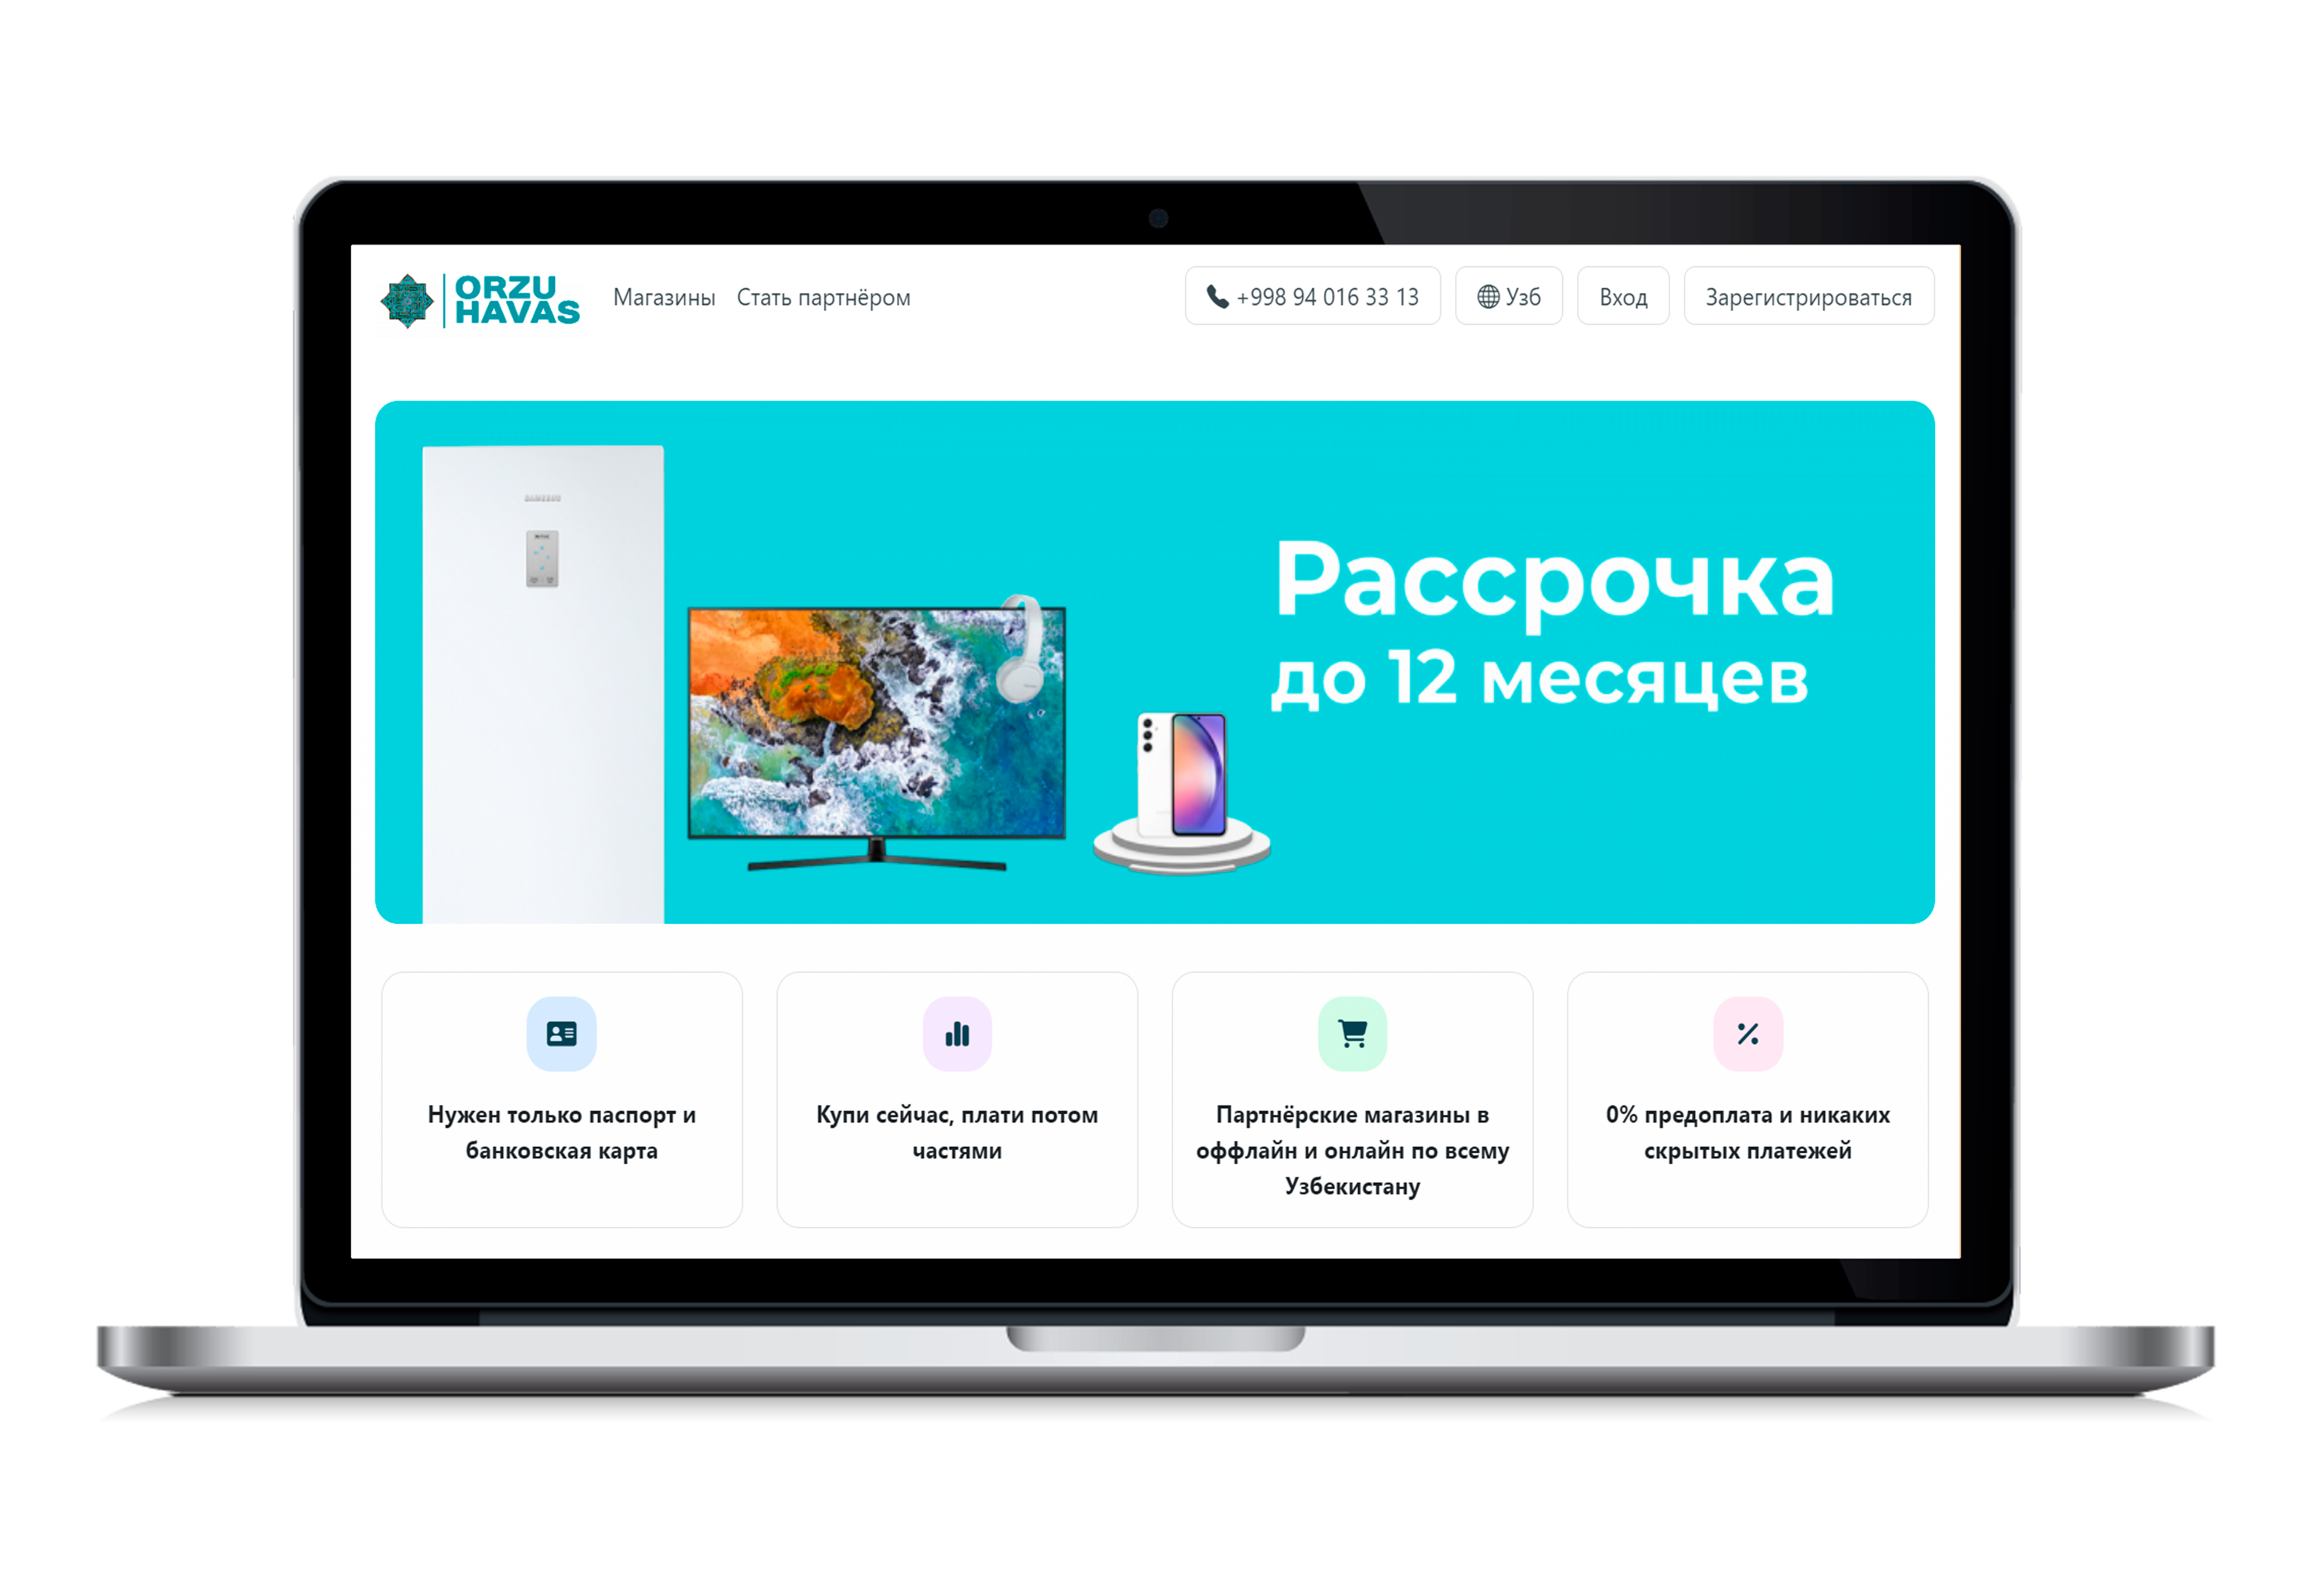 ORZU
HAVAS
Магазины Стать партнёром
+998 94 016 33 13
Узб
Вход
Зарегистрироваться
SAMSUNG
Рассрочка
до 12 месяцев
Нужен только паспорт и
банковская карта
Купи сейчас, плати потом
частями
Партнёрские магазины в
оффлайн и онлайн по всему
Узбекистану
0% предоплата и никаких
скрытых платежей